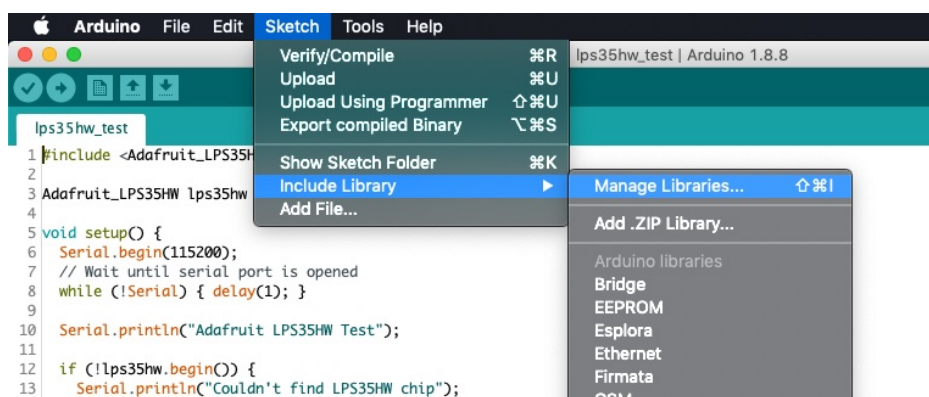 Arduino File Edit Sketch Tools Help
lps35hw_test | Arduino 1.8.8
Verify/Compile ⌘R
Upload ⌘U
Upload Using Programmer ⇧⌘U
Export compiled Binary ⌥⌘S
Show Sketch Folder ⌘K
Include Library ▶
Add File...
Manage Libraries... ⇧⌘I
Add .ZIP Library...
Arduino libraries
Bridge
EEPROM
Esplora
Ethernet
Firmata
lps35hw_test
1 #include <Adafruit_LPS35H
2
3 Adafruit_LPS35HW lps35hw
4
5 void setup() {
6 Serial.begin(115200);
7 // Wait until serial port is opened
8 while (!Serial) { delay(1); }
9
10 Serial.println("Adafruit LPS35HW Test");
11
12 if (!lps35hw.begin()) {
13 Serial.println("Couldn't find LPS35HW chip");